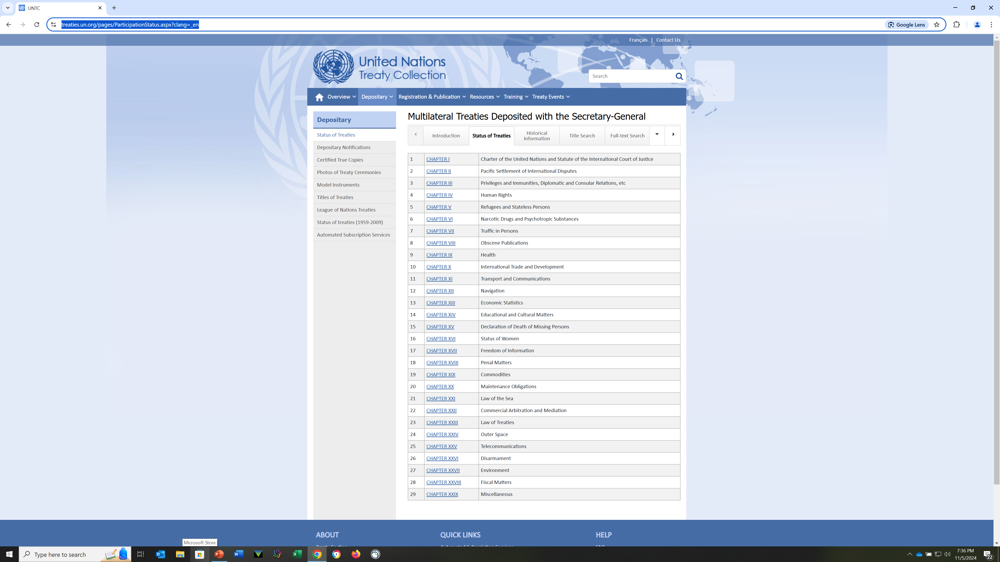 UNTC
treaties.un.org/pages/ParticipationStatus.aspx?clang=_en
Google Lens
Français | Contact Us
United Nations
Treaty Collection
Search
Overview
Depositary
Registration & Publication
Resources
Training
Treaty Events
Depositary
Status of Treaties
Depositary Notifications
Certified True Copies
Photos of Treaty Ceremonies
Model Instruments
Titles of Treaties
League of Nations Treaties
Status of treaties (1959-2009)
Automated Subscription Services
Multilateral Treaties Deposited with the Secretary-General
Introduction
Status of Treaties
Historical
Information
Title Search
Full-text Search
1 CHAPTER I Charter of the United Nations and Statute of the International Court of Justice
2 CHAPTER II Pacific Settlement of International Disputes
3 CHAPTER III Privileges and Immunities, Diplomatic and Consular Relations, etc
4 CHAPTER IV Human Rights
5 CHAPTER V Refugees and Stateless Persons
6 CHAPTER VI Narcotic Drugs and Psychotropic Substances
7 CHAPTER VII Traffic in Persons
8 CHAPTER VIII Obscene Publications
9 CHAPTER IX Health
10 CHAPTER X International Trade and Development
11 CHAPTER XI Transport and Communications
12 CHAPTER XII Navigation
13 CHAPTER XIII Economic Statistics
14 CHAPTER XIV Educational and Cultural Matters
15 CHAPTER XV Declaration of Death of Missing Persons
16 CHAPTER XVI Status of Women
17 CHAPTER XVII Freedom of Information
18 CHAPTER XVIII Penal Matters
19 CHAPTER XIX Commodities
20 CHAPTER XX Maintenance Obligations
21 CHAPTER XXI Law of the Sea
22 CHAPTER XXII Commercial Arbitration and Mediation
23 CHAPTER XXIII Law of Treaties
24 CHAPTER XXIV Outer Space
25 CHAPTER XXV Telecommunications
26 CHAPTER XXVI Disarmament
27 CHAPTER XXVII Environment
28 CHAPTER XXVIII Fiscal Matters
29 CHAPTER XXIX Miscellaneous
ABOUT
QUICK LINKS
HELP
Microsoft Store
Type here to search
7:36 PM
11/5/2024
22